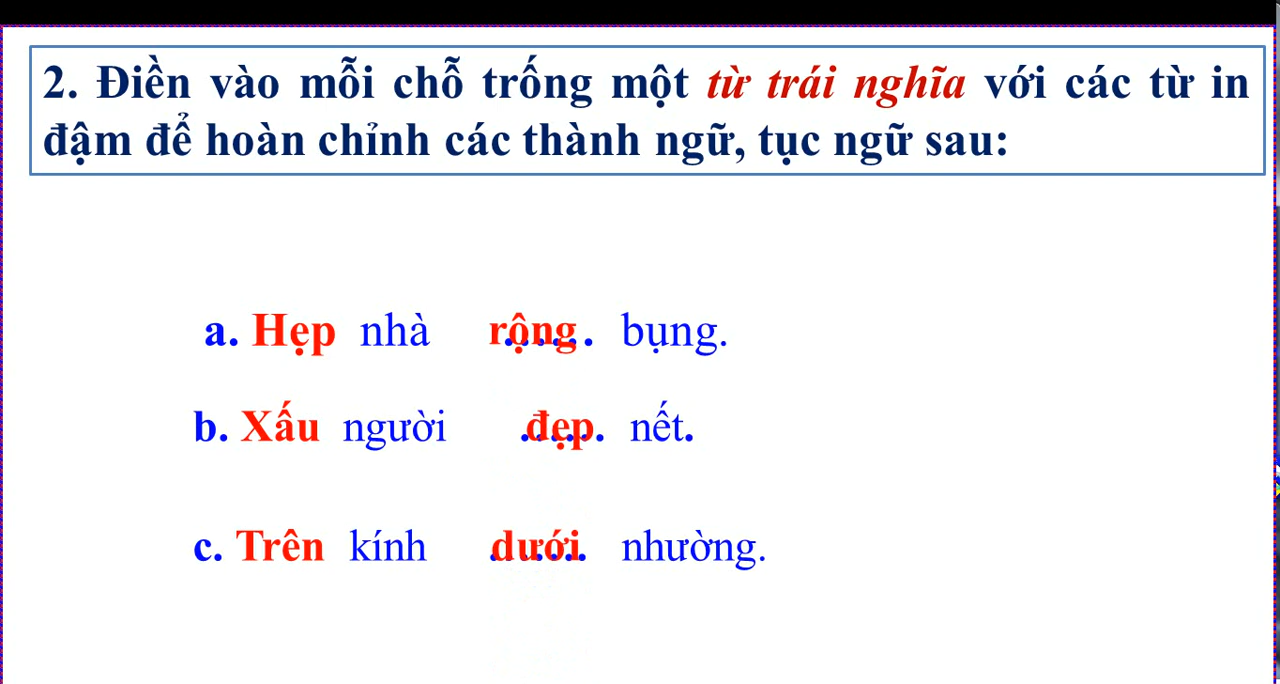 2. Điền vào mỗi chỗ trống một từ trái nghĩa với các từ in
đậm để hoàn chỉnh các thành ngữ, tục ngữ sau:
a. Hẹp nhà rộng bụng.
b. Xấu người đẹp nết.
c. Trên kính dưới nhường.